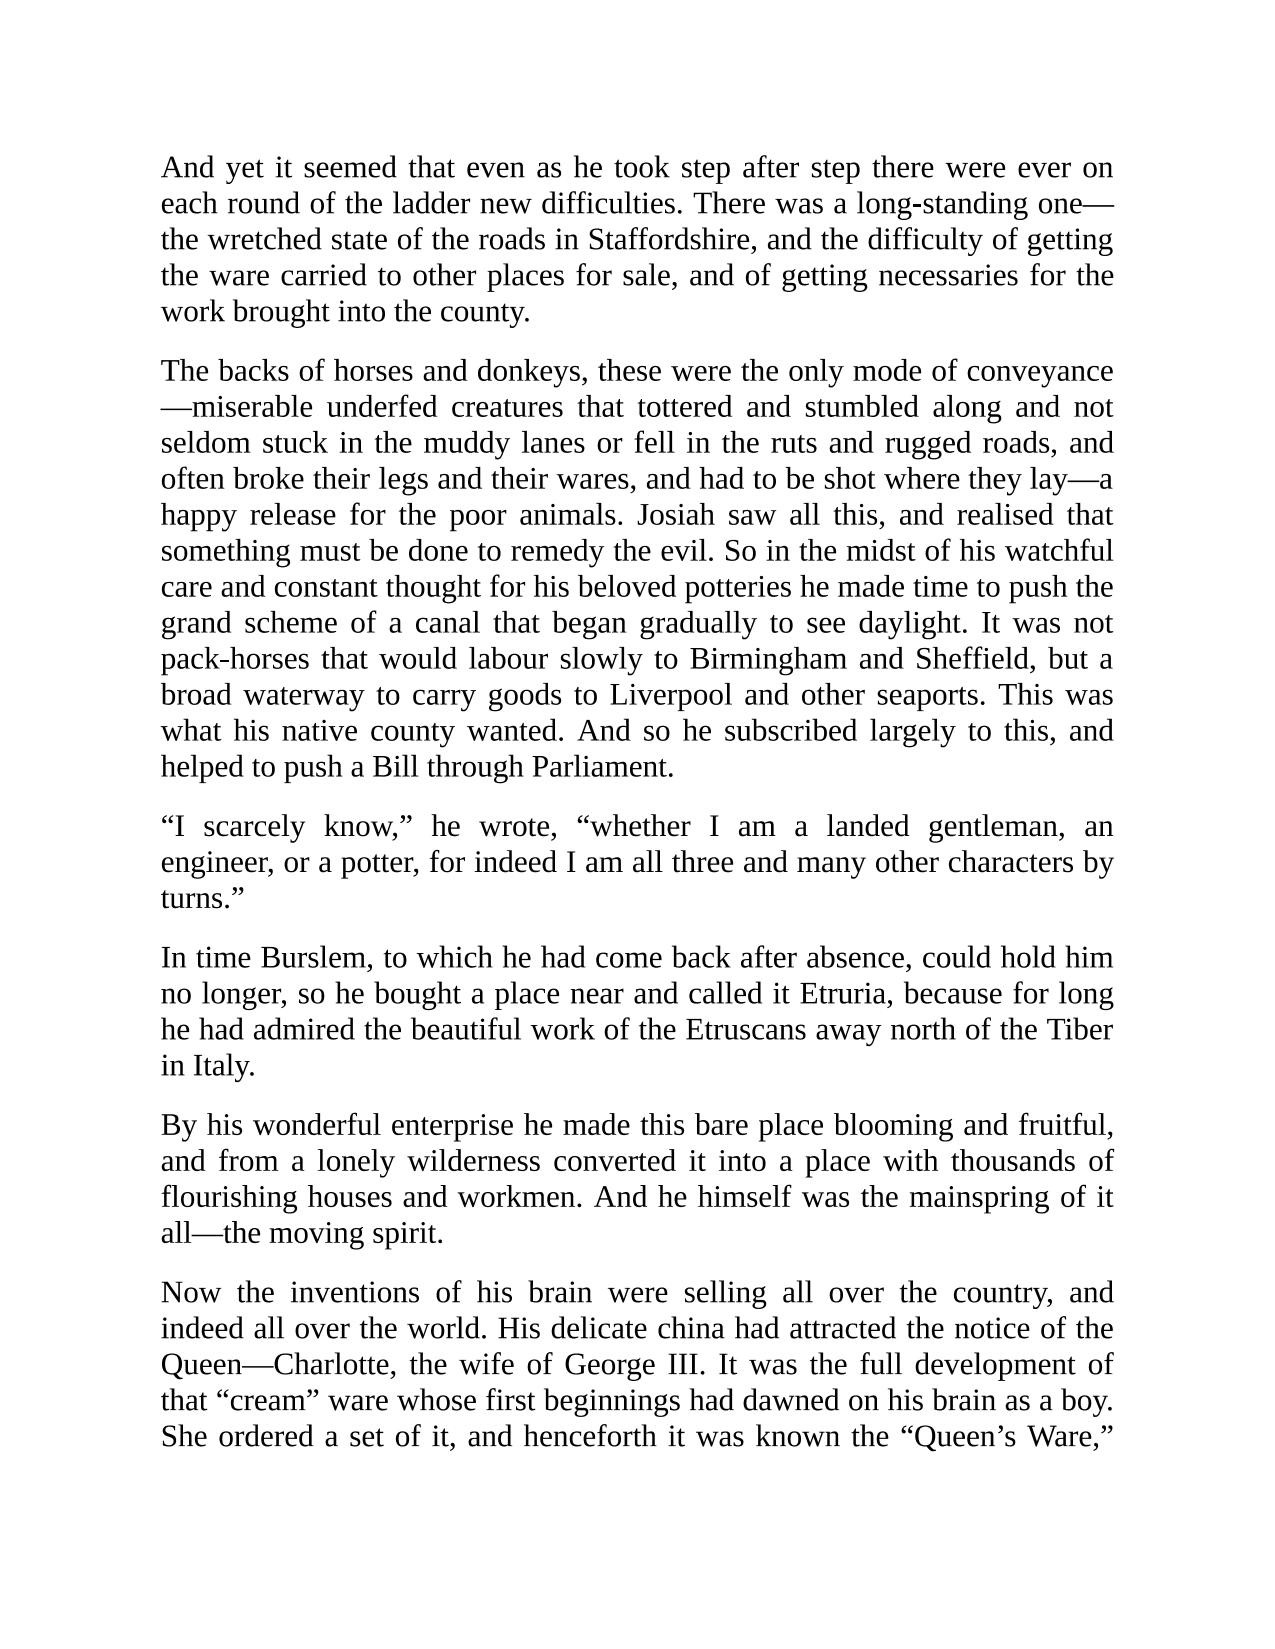 And yet it seemed that even as he took step after step there were ever on
each round of the ladder new difficulties. There was a long-standing one—
the wretched state of the roads in Staffordshire, and the difficulty of getting
the ware carried to other places for sale, and of getting necessaries for the
work brought into the county.
The backs of horses and donkeys, these were the only mode of conveyance
—miserable underfed creatures that tottered and stumbled along and not
seldom stuck in the muddy lanes or fell in the ruts and rugged roads, and
often broke their legs and their wares, and had to be shot where they lay—a
happy release for the poor animals. Josiah saw all this, and realised that
something must be done to remedy the evil. So in the midst of his watchful
care and constant thought for his beloved potteries he made time to push the
grand scheme of a canal that began gradually to see daylight. It was not
pack-horses that would labour slowly to Birmingham and Sheffield, but a
broad waterway to carry goods to Liverpool and other seaports. This was
what his native county wanted. And so he subscribed largely to this, and
helped to push a Bill through Parliament.
“I scarcely know,” he wrote, “whether I am a landed gentleman, an
engineer, or a potter, for indeed I am all three and many other characters by
turns.”
In time Burslem, to which he had come back after absence, could hold him
no longer, so he bought a place near and called it Etruria, because for long
he had admired the beautiful work of the Etruscans away north of the Tiber
in Italy.
By his wonderful enterprise he made this bare place blooming and fruitful,
and from a lonely wilderness converted it into a place with thousands of
flourishing houses and workmen. And he himself was the mainspring of it
all—the moving spirit.
Now the inventions of his brain were selling all over the country, and
indeed all over the world. His delicate china had attracted the notice of the
Queen—Charlotte, the wife of George III. It was the full development of
that “cream” ware whose first beginnings had dawned on his brain as a boy.
She ordered a set of it, and henceforth it was known the “Queen’s Ware,”